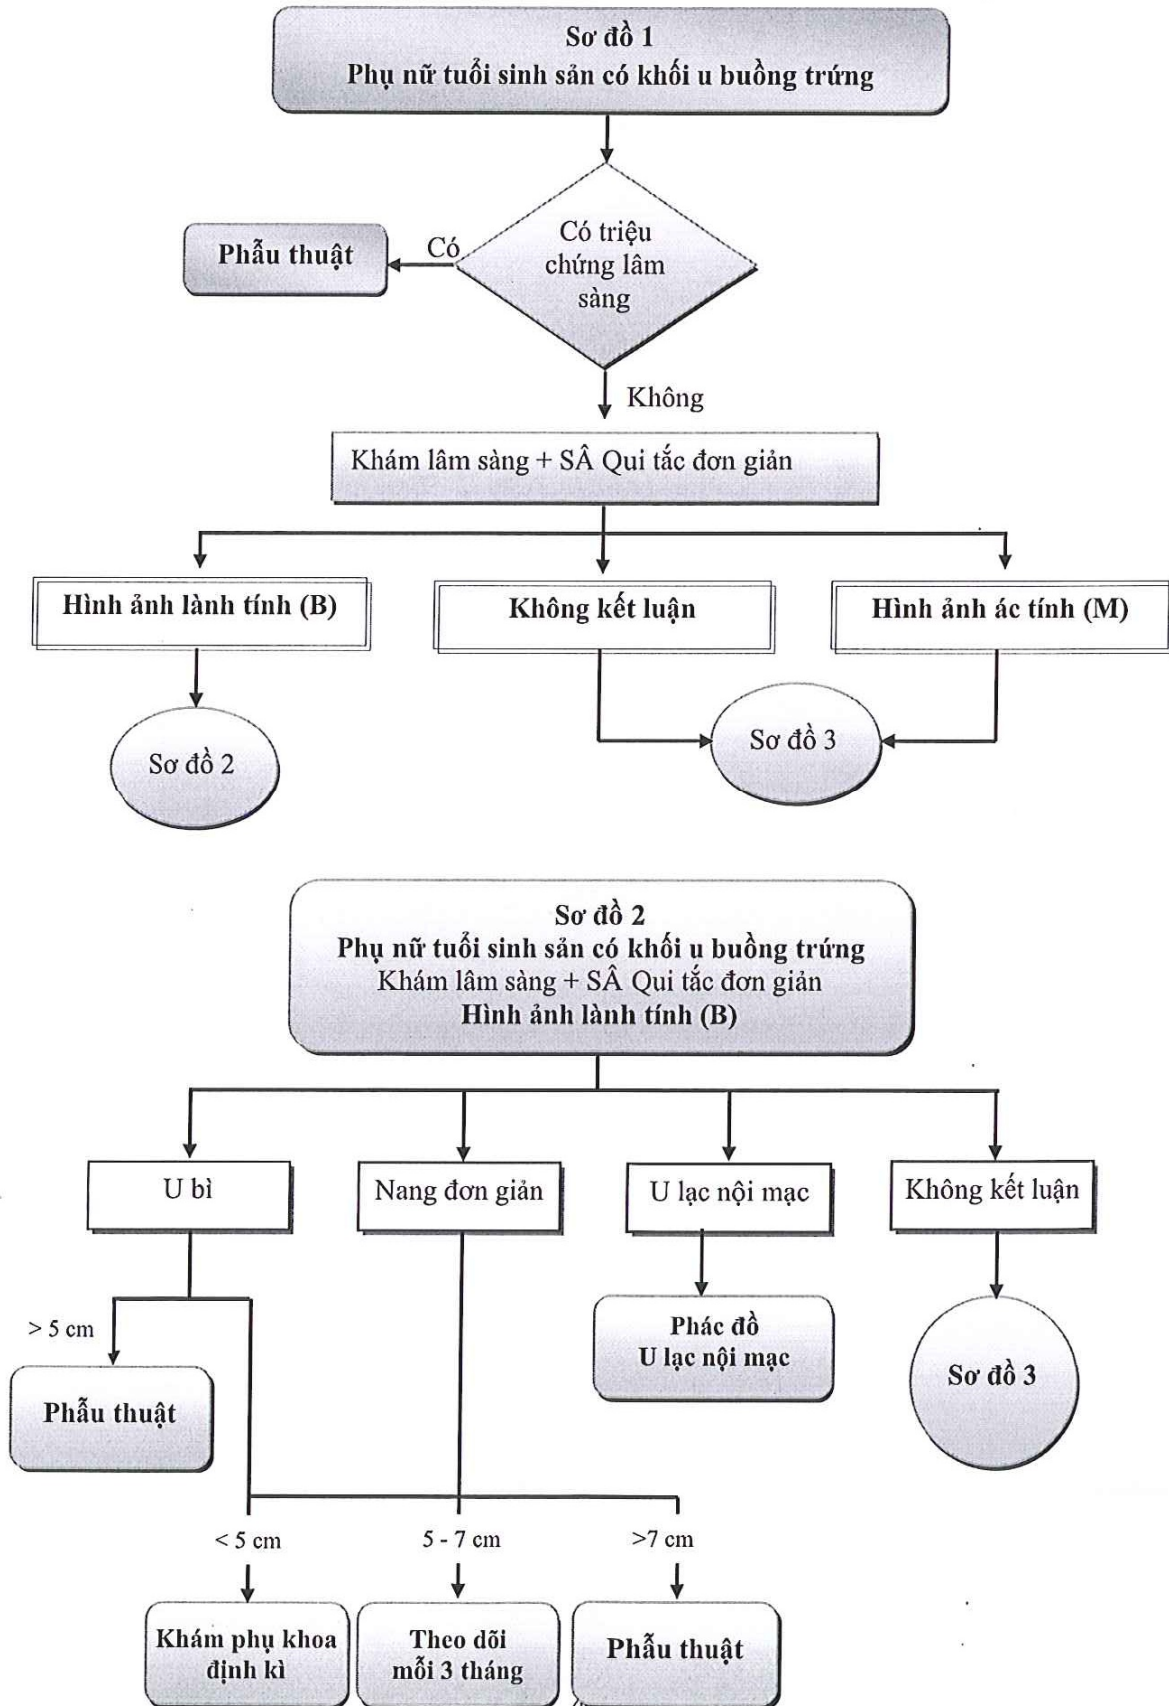 Sơ đồ 1
Phụ nữ tuổi sinh sản có khối u buồng trứng
Có triệu
chứng lâm
sàng
Có
Phẫu thuật
Không
Khám lâm sàng + SÂ Qui tắc đơn giản
Hình ảnh lành tính (B)
Không kết luận
Hình ảnh ác tính (M)
Sơ đồ 2
Sơ đồ 3
Sơ đồ 2
Phụ nữ tuổi sinh sản có khối u buồng trứng
Khám lâm sàng + SÂ Qui tắc đơn giản
Hình ảnh lành tính (B)
U bì
Nang đơn giản
U lạc nội mạc
Không kết luận
> 5 cm
Phẫu thuật
Phác đồ
U lạc nội mạc
Sơ đồ 3
< 5 cm
5 - 7 cm
>7 cm
Khám phụ khoa
định kì
Theo dõi
mỗi 3 tháng
Phẫu thuật